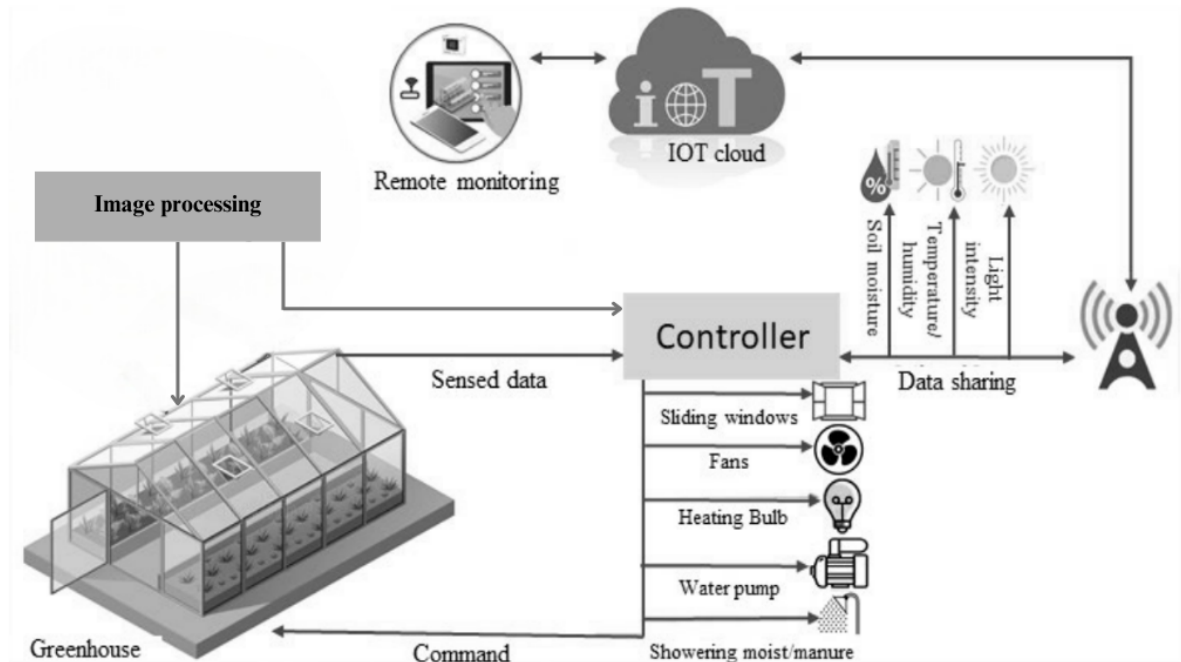 iOT
IOT cloud
Remote monitoring
Image processing
%
Soil moisture
Temperature/
humidity
Light
intensity
Controller
Sensed data
Data sharing
Sliding windows
Fans
Heating Bulb
Water pump
Showering moist/manure
Greenhouse
Command